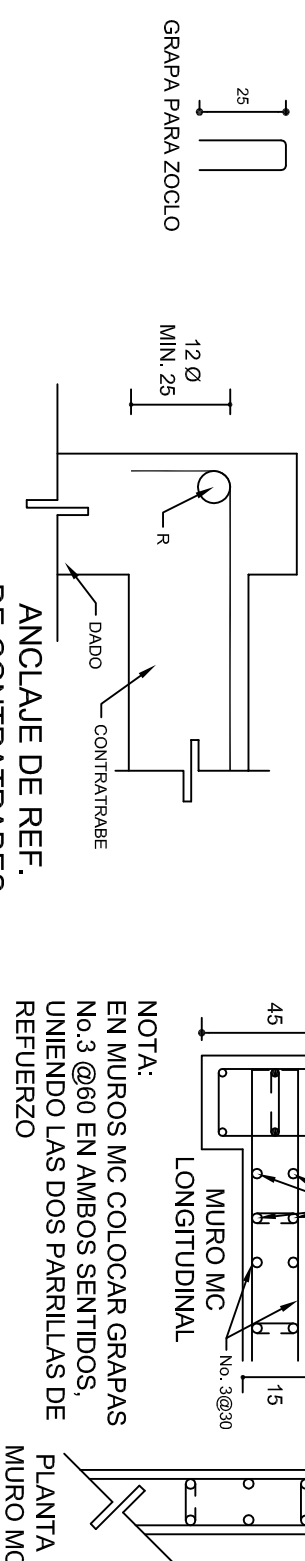 25
GRAPA PARA ZOCLO
12 Ø
MIN. 25
R
DADO
CONTRATRABE
ANCLAJE DE REF.
DE CONTRATRABES
45
15
No. 3@30
MURO MC
LONGITUDINAL
NOTA:
EN MUROS MC COLOCAR GRAPAS
No.3 @60 EN AMBOS SENTIDOS,
UNIENDO LAS DOS PARRILLAS DE
REFUERZO
PLANTA
MURO MC